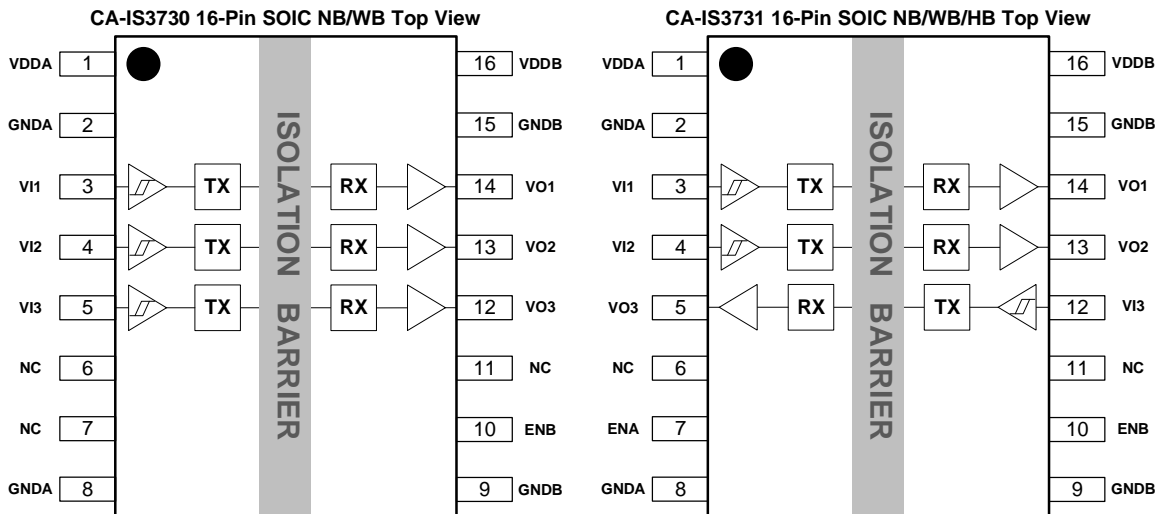 CA-IS3730 16-Pin SOIC NB/WB Top View
VDDA 1 16 VDDB
GNDA 2 15 GNDB
VI1 3 TX RX 14 VO1
VI2 4 TX RX 13 VO2
VI3 5 TX RX 12 VO3
NC 6 11 NC
NC 7 10 ENB
GNDA 8 9 GNDB
ISOLATION BARRIER
CA-IS3731 16-Pin SOIC NB/WB/HB Top View
VDDA 1 16 VDDB
GNDA 2 15 GNDB
VI1 3 TX RX 14 VO1
VI2 4 TX RX 13 VO2
VO3 5 RX TX 12 VI3
NC 6 11 NC
ENA 7 10 ENB
GNDA 8 9 GNDB
ISOLATION BARRIER